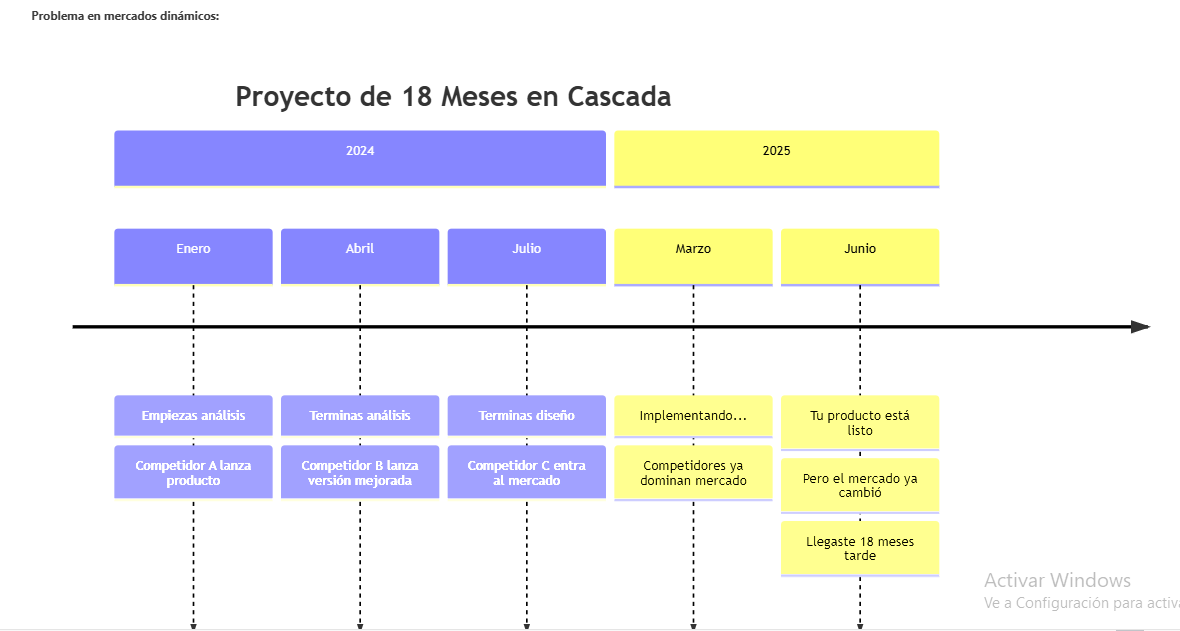 Problema en mercados dinámicos:
Proyecto de 18 Meses en Cascada
2024
2025
Enero
Abril
Julio
Marzo
Junio
Empiezas análisis
Terminas análisis
Terminas diseño
Implementando...
Tu producto está
listo
Competidor A lanza
producto
Competidor B lanza
versión mejorada
Competidor C entra
al mercado
Competidores ya
dominan mercado
Pero el mercado ya
cambió
Llegaste 18 meses
tarde
Activar Windows
Ve a Configuración para activa